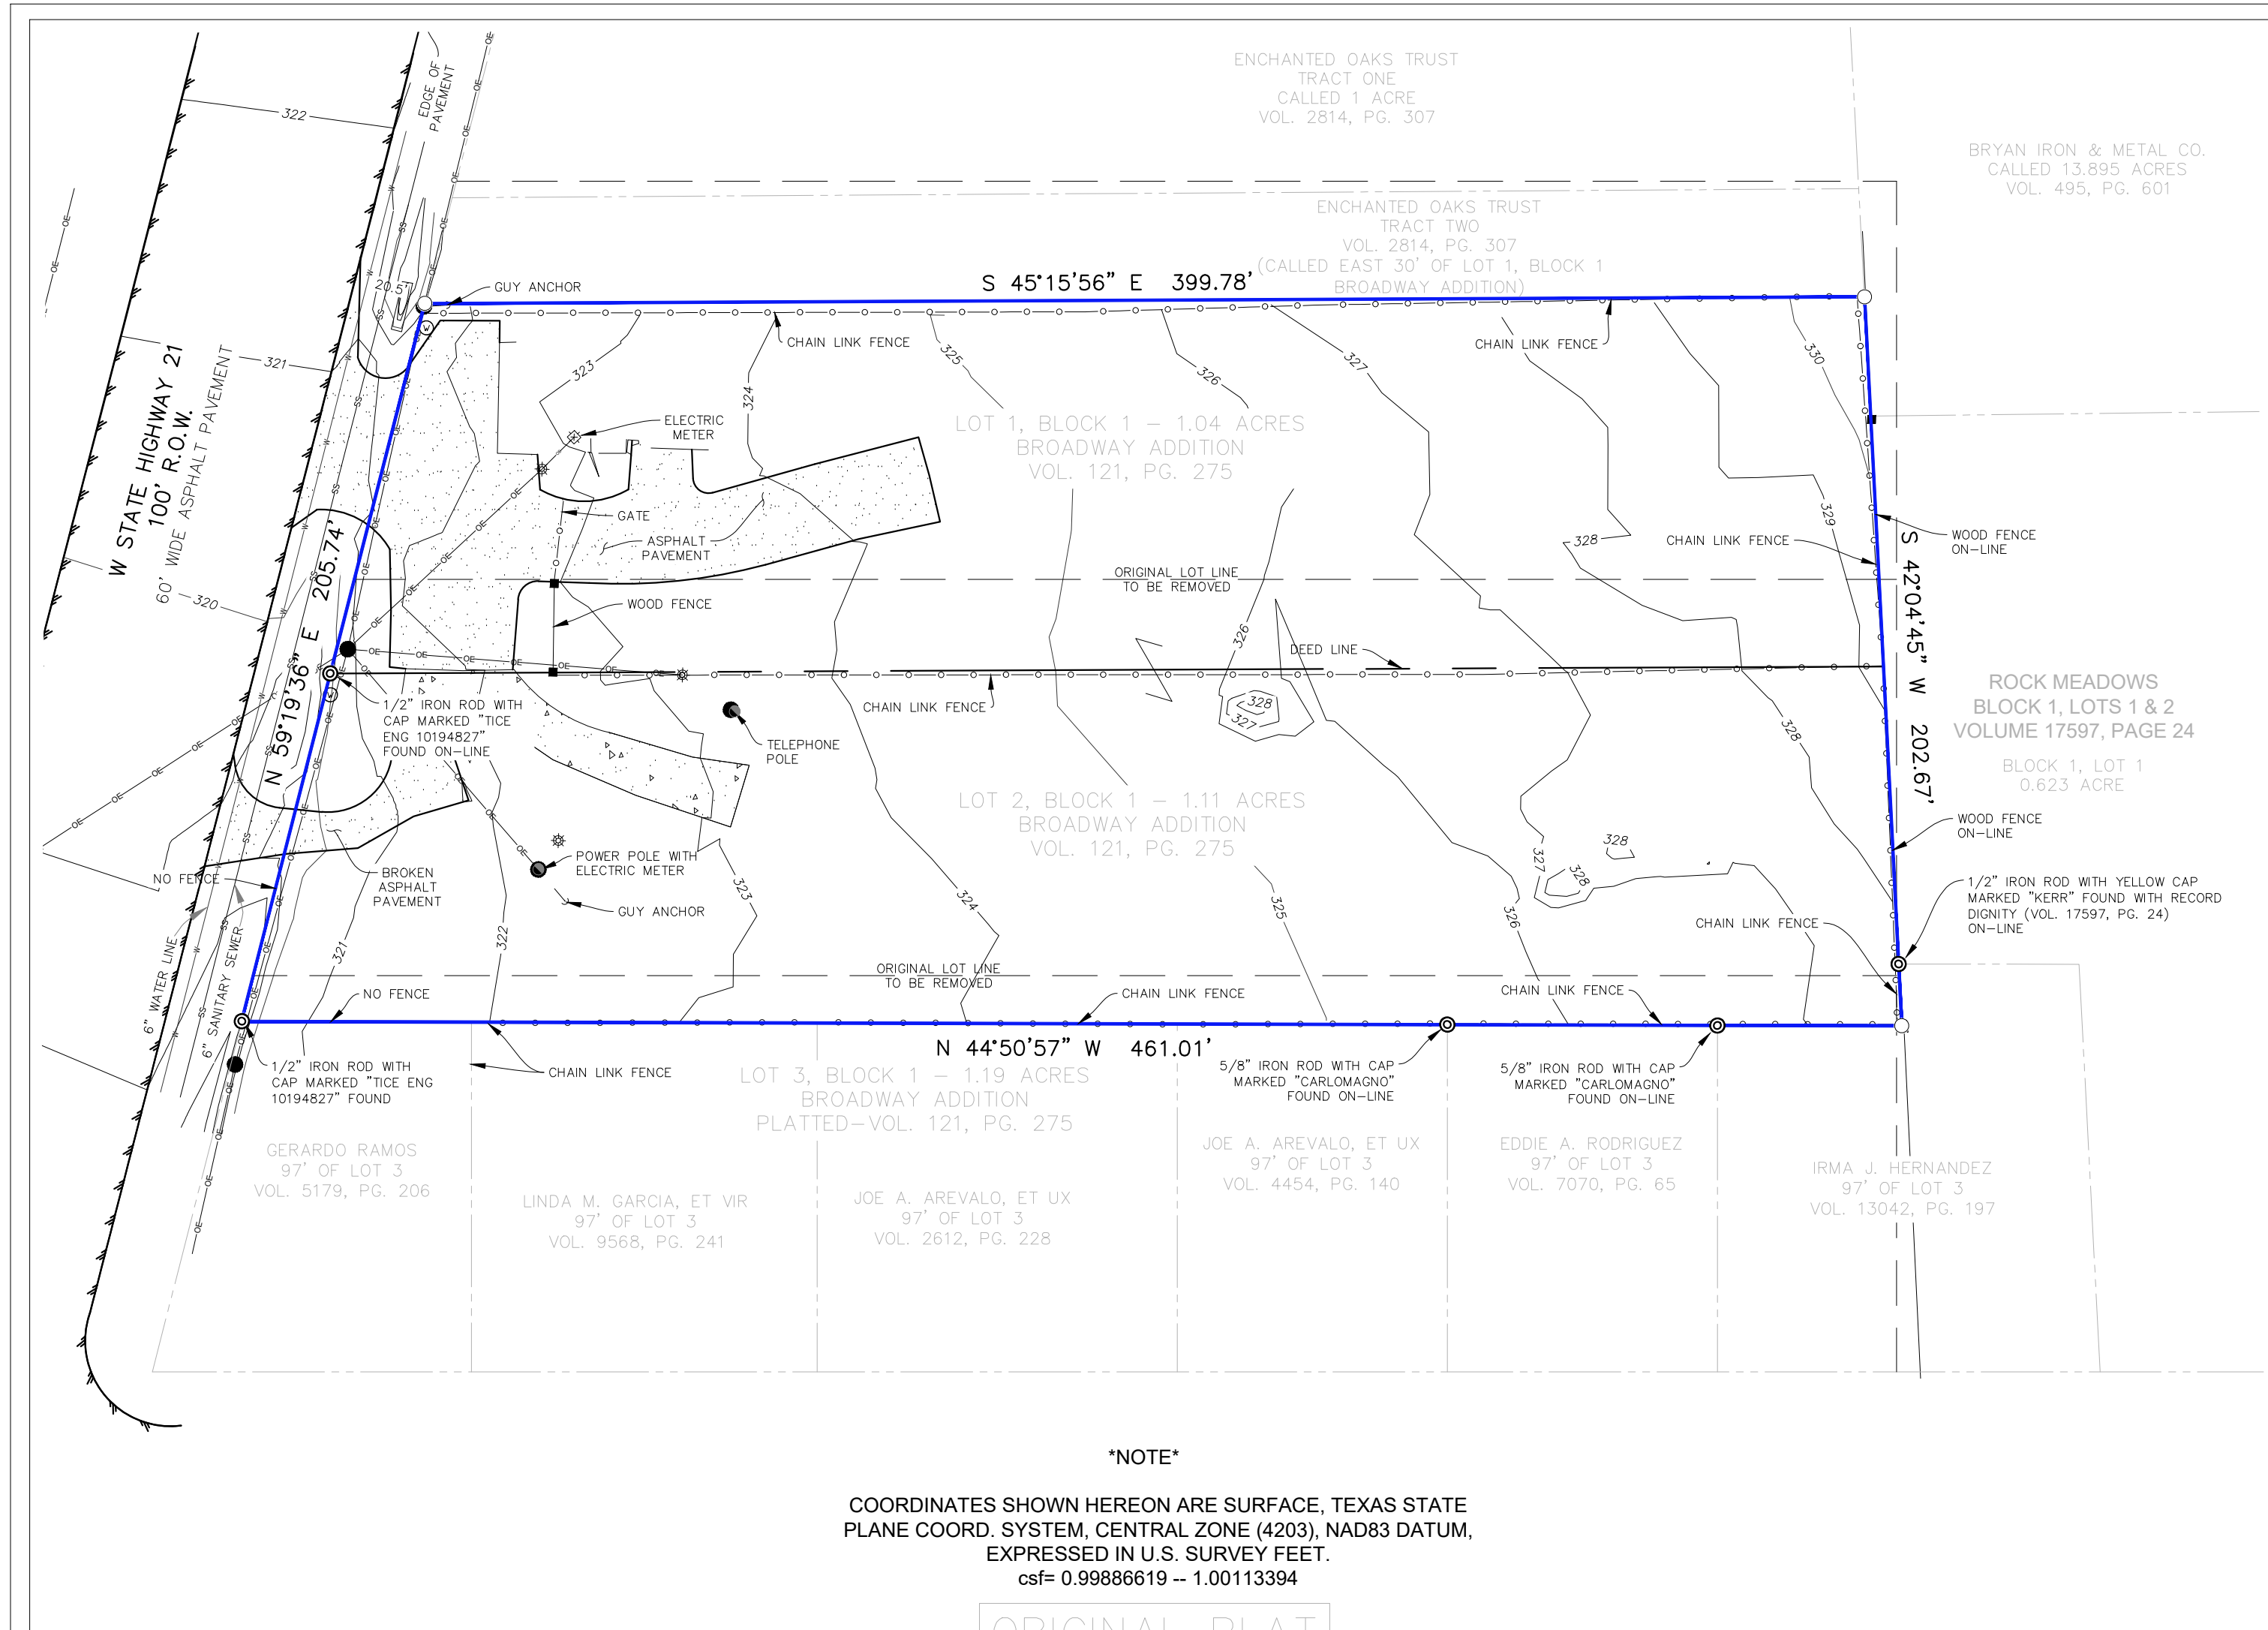 ENCHANTED OAKS TRUST
TRACT ONE
CALLED 1 ACRE
VOL. 2814, PG. 307
BRYAN IRON & METAL CO.
CALLED 13.895 ACRES
VOL. 495, PG. 601
EDGE OF
PAVEMENT
322
ENCHANTED OAKS TRUST
TRACT TWO
VOL. 2814, PG. 307
(CALLED EAST 30' OF LOT 1, BLOCK 1
BROADWAY ADDITION)
S 45°15'56" E 399.78'
20.5'
GUY ANCHOR
CHAIN LINK FENCE
CHAIN LINK FENCE
W STATE HIGHWAY 21
100' R.O.W.
60' WIDE ASPHALT PAVEMENT
321
320
323
324
325
326
327
330
329
328
ELECTRIC
METER
LOT 1, BLOCK 1 – 1.04 ACRES
BROADWAY ADDITION
VOL. 121, PG. 275
GATE
ASPHALT
PAVEMENT
CHAIN LINK FENCE
WOOD FENCE
ON–LINE
S 42°04'45" W 202.67'
ORIGINAL LOT LINE
TO BE REMOVED
WOOD FENCE
N 59°19'36" E 205.74'
326
DEED LINE
1/2" IRON ROD WITH
CAP MARKED "TICE
ENG 10194827"
FOUND ON–LINE
CHAIN LINK FENCE
328
327
328
TELEPHONE
POLE
ROCK MEADOWS
BLOCK 1, LOTS 1 & 2
VOLUME 17597, PAGE 24
BLOCK 1, LOT 1
0.623 ACRE
LOT 2, BLOCK 1 – 1.11 ACRES
BROADWAY ADDITION
VOL. 121, PG. 275
WOOD FENCE
ON–LINE
328
327
328
POWER POLE WITH
ELECTRIC METER
NO FENCE
BROKEN
ASPHALT
PAVEMENT
GUY ANCHOR
323
324
325
326
1/2" IRON ROD WITH YELLOW CAP
MARKED "KERR" FOUND WITH RECORD
DIGNITY (VOL. 17597, PG. 24)
ON–LINE
CHAIN LINK FENCE
322
321
6" WATER LINE
6" SANITARY SEWER
ORIGINAL LOT LINE
TO BE REMOVED
NO FENCE
CHAIN LINK FENCE
CHAIN LINK FENCE
N 44°50'57" W 461.01'
1/2" IRON ROD WITH
CAP MARKED "TICE ENG
10194827" FOUND
CHAIN LINK FENCE
5/8" IRON ROD WITH CAP
MARKED "CARLOMAGNO"
FOUND ON–LINE
5/8" IRON ROD WITH CAP
MARKED "CARLOMAGNO"
FOUND ON–LINE
LOT 3, BLOCK 1 – 1.19 ACRES
BROADWAY ADDITION
PLATTED–VOL. 121, PG. 275
GERARDO RAMOS
97' OF LOT 3
VOL. 5179, PG. 206
LINDA M. GARCIA, ET VIR
97' OF LOT 3
VOL. 9568, PG. 241
JOE A. AREVALO, ET UX
97' OF LOT 3
VOL. 2612, PG. 228
JOE A. AREVALO, ET UX
97' OF LOT 3
VOL. 4454, PG. 140
EDDIE A. RODRIGUEZ
97' OF LOT 3
VOL. 7070, PG. 65
IRMA J. HERNANDEZ
97' OF LOT 3
VOL. 13042, PG. 197
*NOTE*
COORDINATES SHOWN HEREON ARE SURFACE, TEXAS STATE
PLANE COORD. SYSTEM, CENTRAL ZONE (4203), NAD83 DATUM,
EXPRESSED IN U.S. SURVEY FEET.
csf= 0.99886619 -- 1.00113394
ORIGINAL PLAT